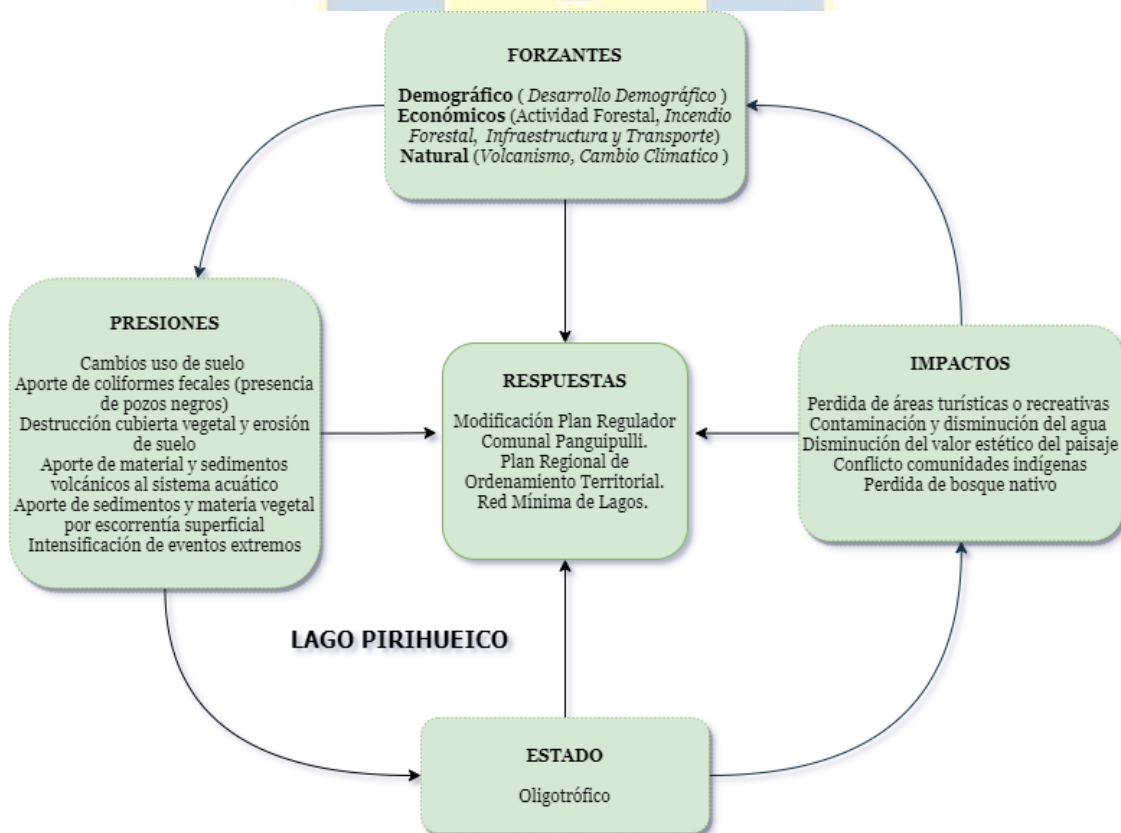 FORZANTES
Demográfico ( Desarrollo Demográfico )
Económicos (Actividad Forestal, Incendio
Forestal, Infraestructura y Transporte)
Natural (Volcanismo, Cambio Climatico )
PRESIONES
Cambios uso de suelo
Aporte de coliformes fecales (presencia
de pozos negros)
Destrucción cubierta vegetal y erosión
de suelo
Aporte de material y sedimentos
volcánicos al sistema acuático
Aporte de sedimentos y materia vegetal
por escorrentía superficial
Intensificación de eventos extremos
RESPUESTAS
Modificación Plan Regulador
Comunal Panguipulli.
Plan Regional de
Ordenamiento Territorial.
Red Mínima de Lagos.
IMPACTOS
Perdida de áreas turísticas o recreativas
Contaminación y disminución del agua
Disminución del valor estético del paisaje
Conflicto comunidades indígenas
Perdida de bosque nativo
LAGO PIRIHUEICO
ESTADO
Oligotrófico